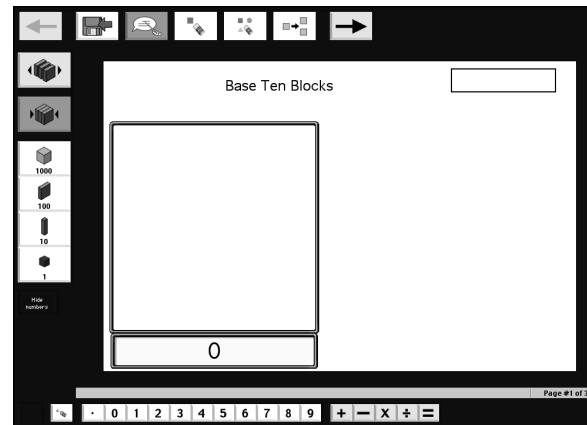 Base Ten Blocks
1000
100
10
1
Hide
numbers
0
Page #1 of 3
· 0 1 2 3 4 5 6 7 8 9 + − X ÷ =